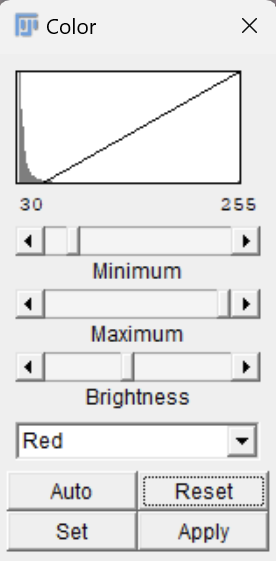 Color
30 255
Minimum
Maximum
Brightness
Red
Auto Reset
Set Apply